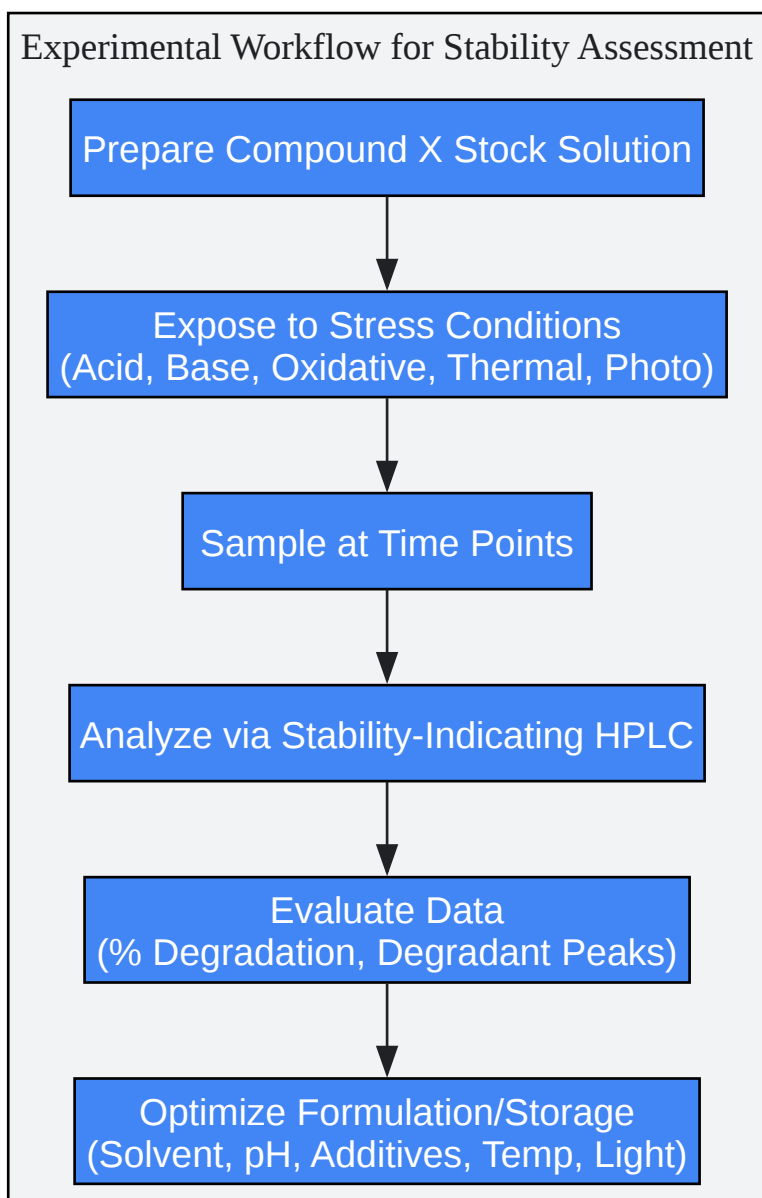 Experimental Workflow for Stability Assessment
Prepare Compound X Stock Solution
Expose to Stress Conditions
(Acid, Base, Oxidative, Thermal, Photo)
Sample at Time Points
Analyze via Stability-Indicating HPLC
Evaluate Data
(% Degradation, Degradant Peaks)
Optimize Formulation/Storage
(Solvent, pH, Additives, Temp, Light)